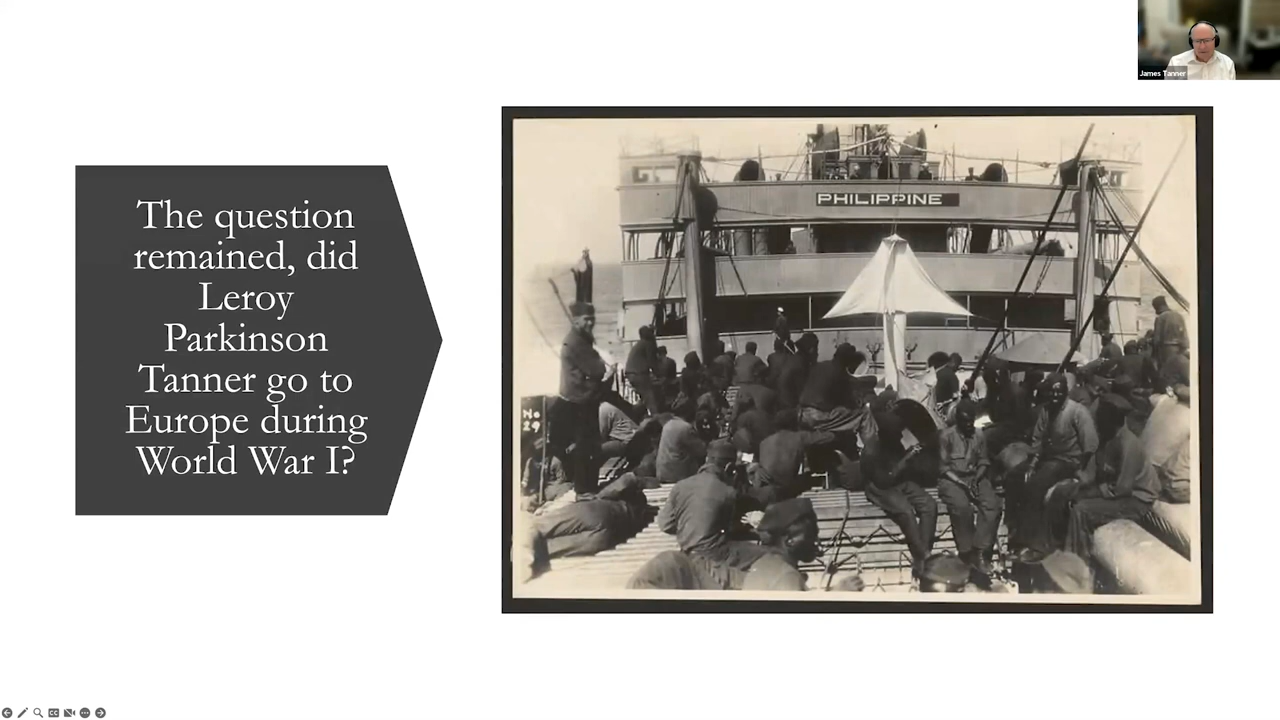 James Tanner
The question
remained, did
Leroy
Parkinson
Tanner go to
Europe during
World War I?
PHILIPPINE
No
29